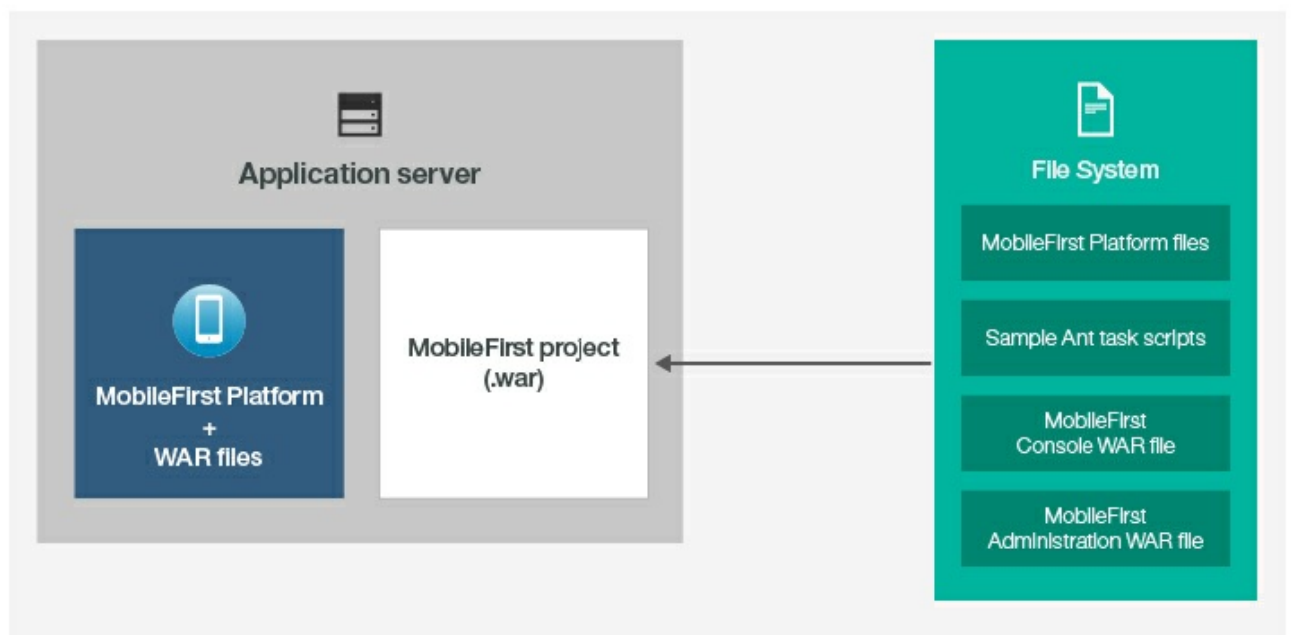 Application server
MobileFirst Platform
+
WAR files
MobileFirst project
(.war)
File System
MobileFirst Platform files
Sample Ant task scripts
MobileFirst
Console WAR file
MobileFirst
Administration WAR file